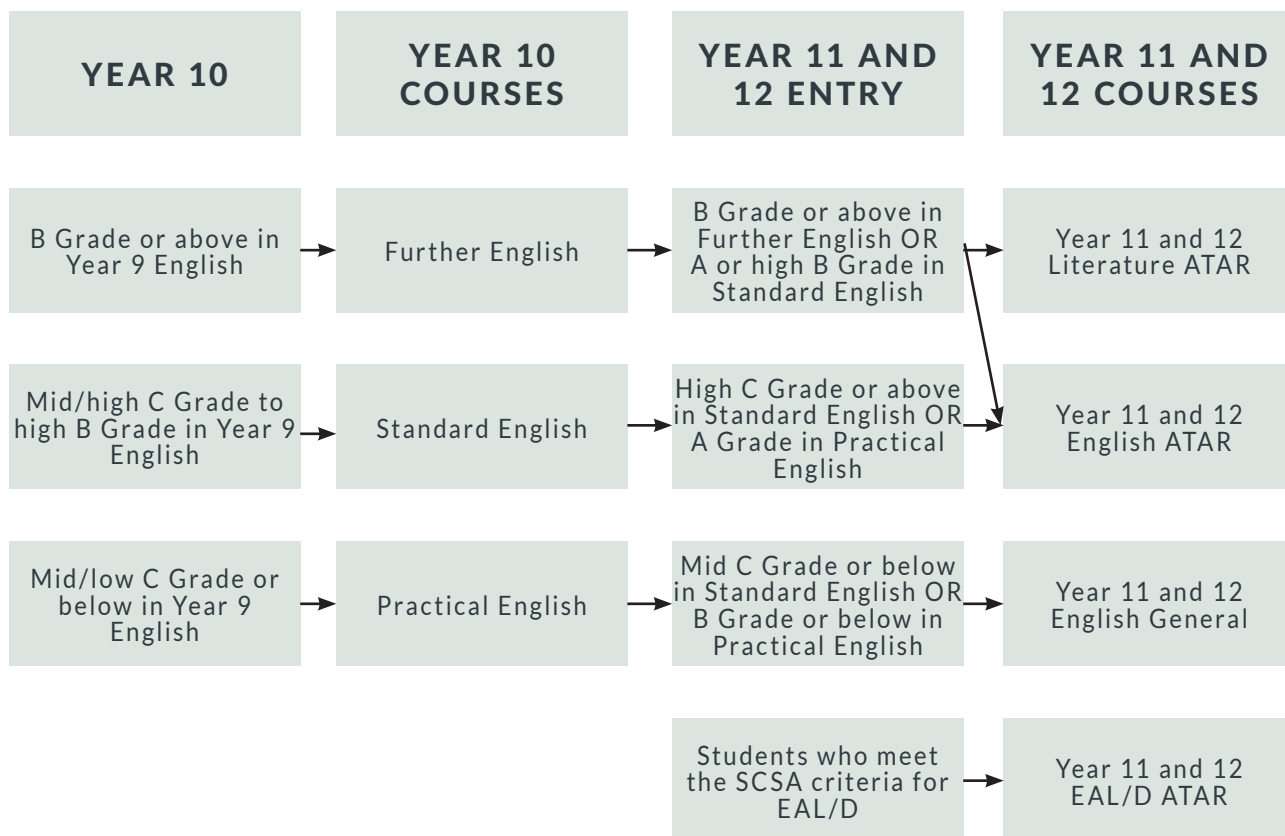 YEAR 10
YEAR 10
COURSES
YEAR 11 AND
12 ENTRY
YEAR 11 AND
12 COURSES
B Grade or above in
Year 9 English
Further English
B Grade or above in
Further English OR
A or high B Grade in
Standard English
Year 11 and 12
Literature ATAR
Mid/high C Grade to
high B Grade in Year 9
English
Standard English
High C Grade or above
in Standard English OR
A Grade in Practical
English
Year 11 and 12
English ATAR
Mid/low C Grade or
below in Year 9
English
Practical English
Mid C Grade or below
in Standard English OR
B Grade or below in
Practical English
Year 11 and 12
English General
Students who meet
the SCSA criteria for
EAL/D
Year 11 and 12
EAL/D ATAR